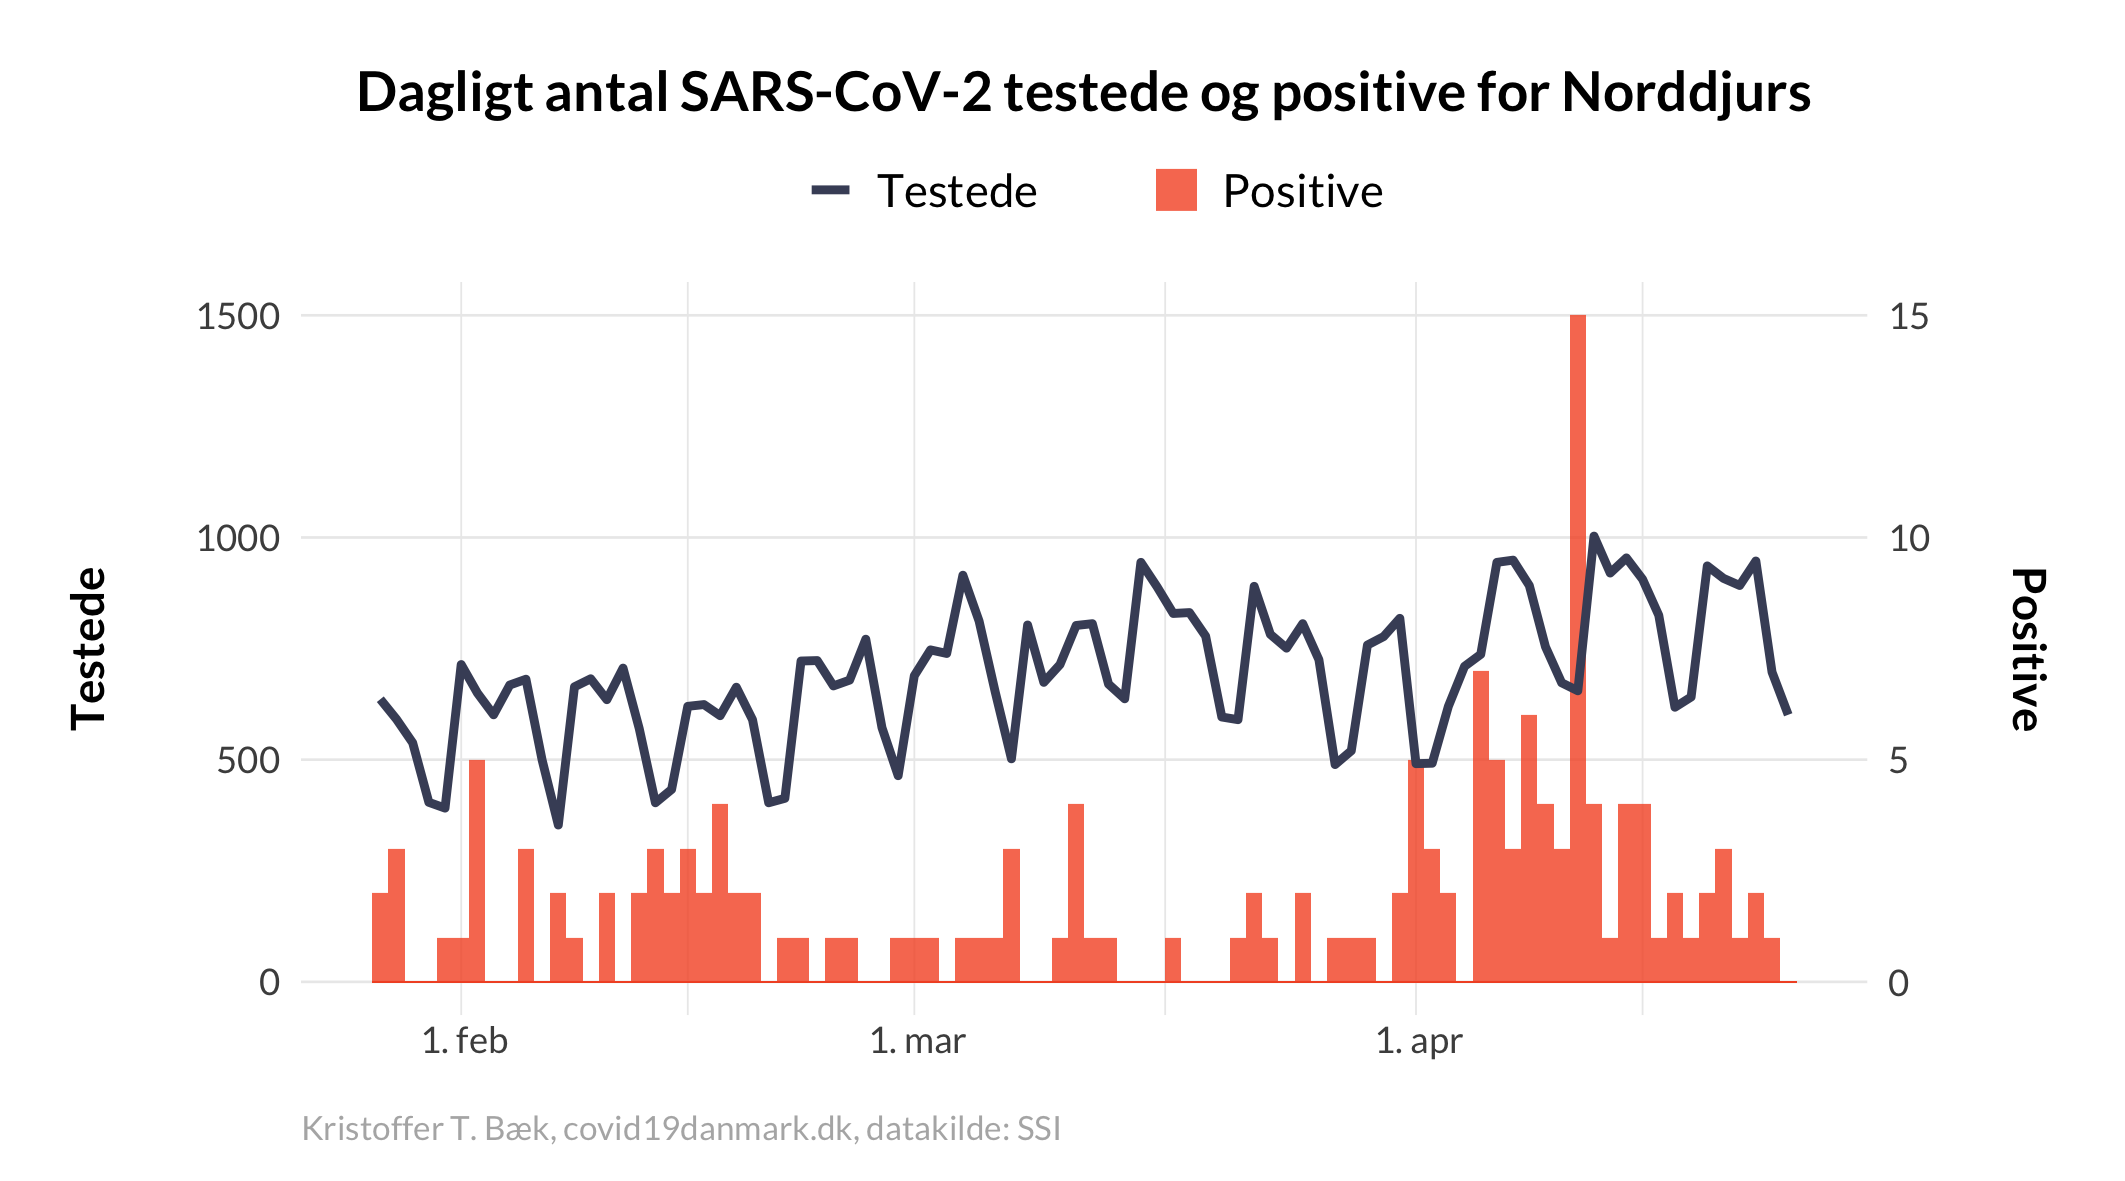 Dagligt antal SARS-CoV-2 testede og positive for Norddjurs
Testede
Positive
1500
1000
500
0
Testede
15
10
5
0
Positive
1. feb
1. mar
1. apr
Kristoffer T. Bæk, covid19danmark.dk, datakilde: SSI